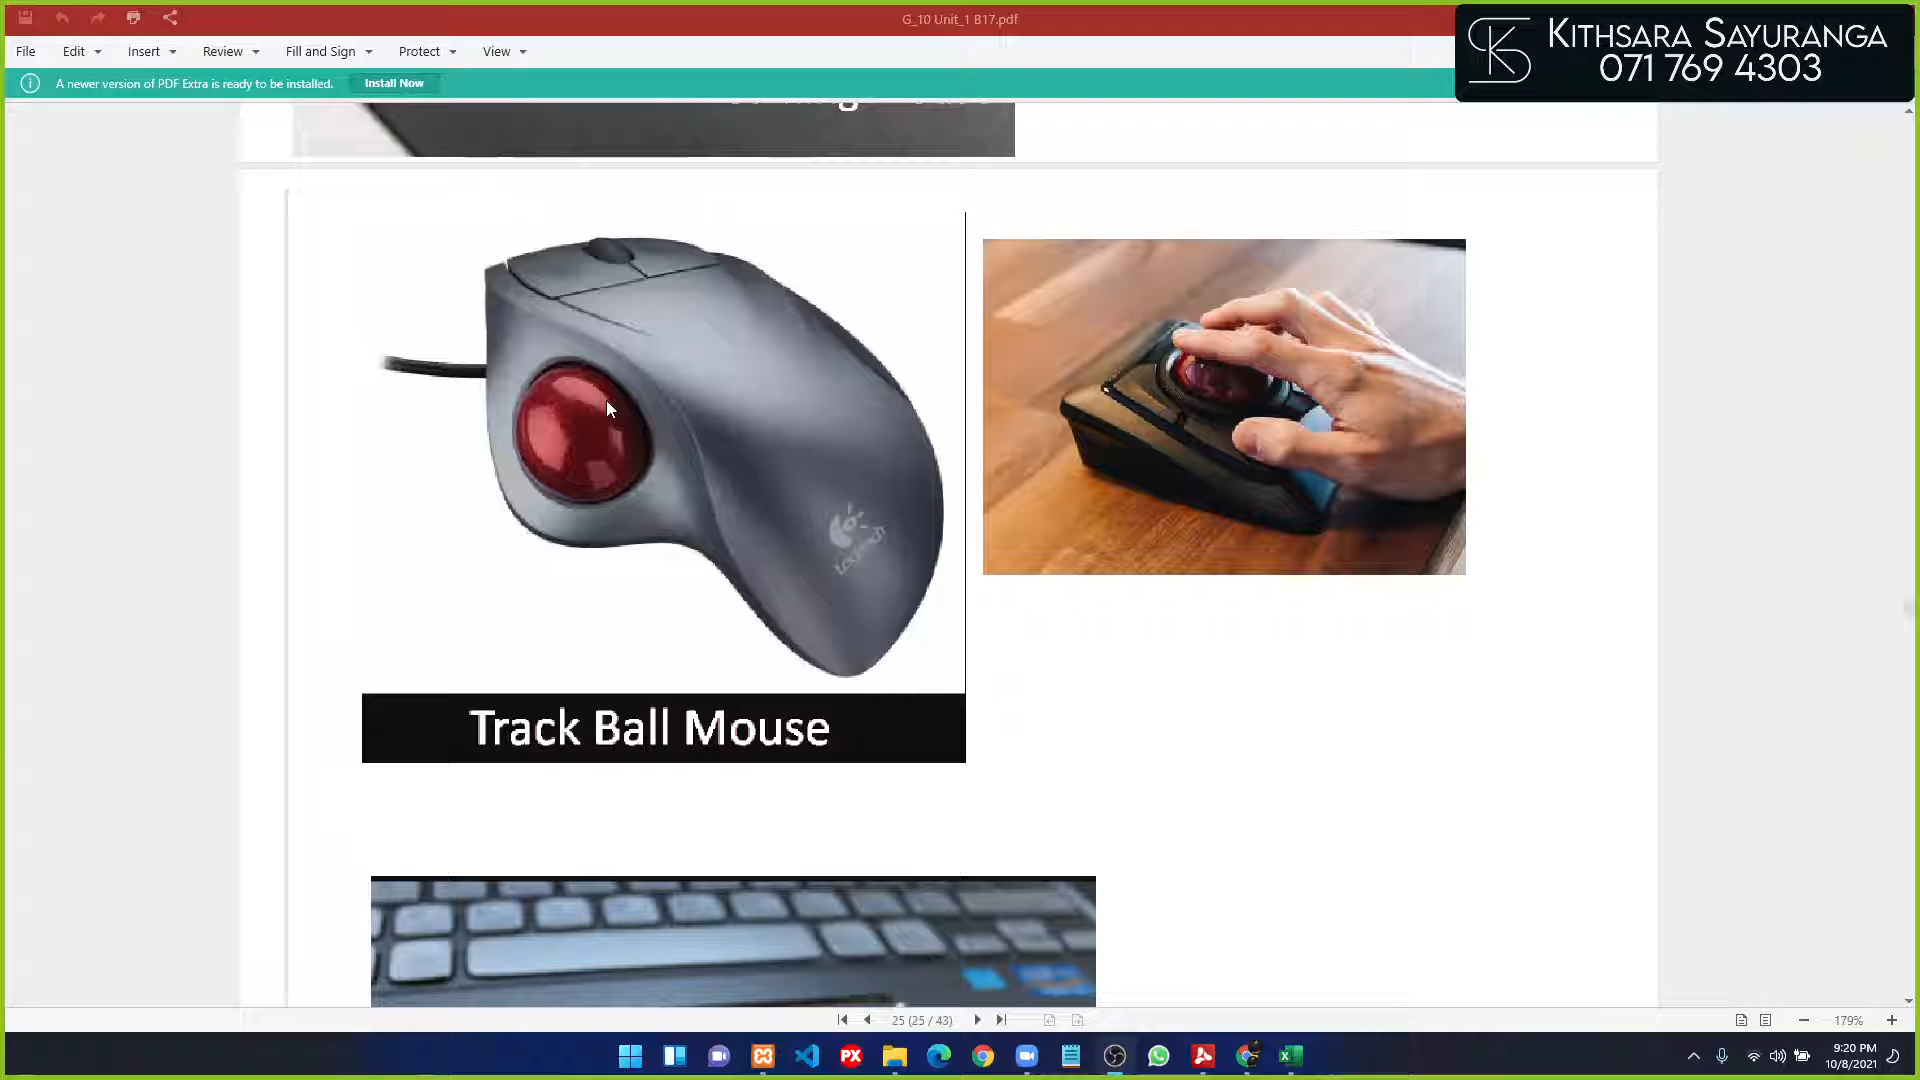 G_10 Unit_1 B17.pdf
KITHSARA SAYURANGA
071 769 4303
File Edit Insert Review Fill and Sign Protect View
A newer version of PDF Extra is ready to be installed. Install Now
Logitech
Track Ball Mouse
25 (25 / 43)
179%
PX
9:20 PM
10/8/2021